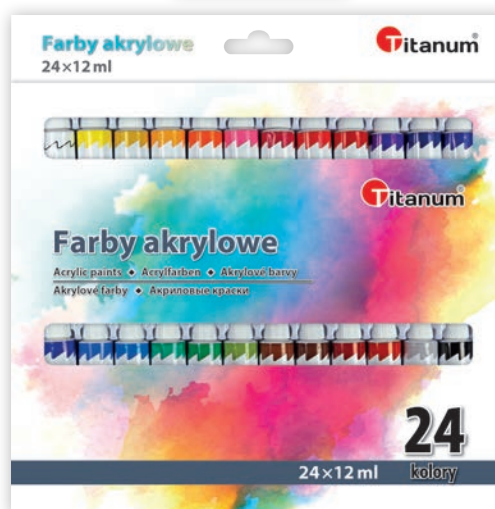 Farby akrylowe
24×12 ml
Titanum®
Titanum®
Farby akrylowe
Acrylic paints ◆ Acrylfarben ◆ Akrylové barvy
Akrylové farby ◆ Акриловые краски
24
24×12 ml kolory